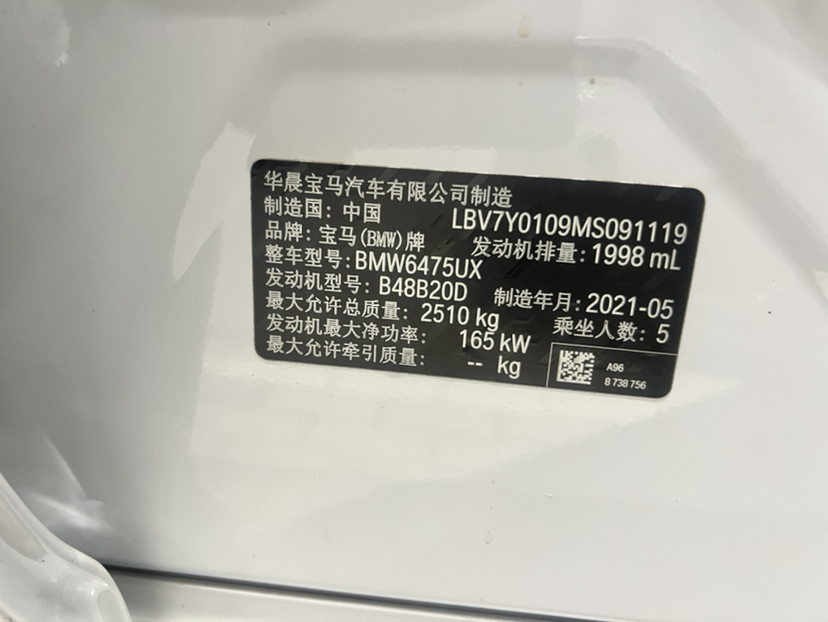 华晨宝马汽车有限公司制造
制造国: 中国 LBV7Y0109MS091119
品牌: 宝马(BMW)牌 发动机排量: 1998 mL
整车型号: BMW6475UX
发动机型号: B48B20D 制造年月: 2021-05
最大允许总质量: 2510 kg 乘坐人数: 5
发动机最大净功率: 165 kW
最大允许牵引质量: -- kg
A96
8 738 756